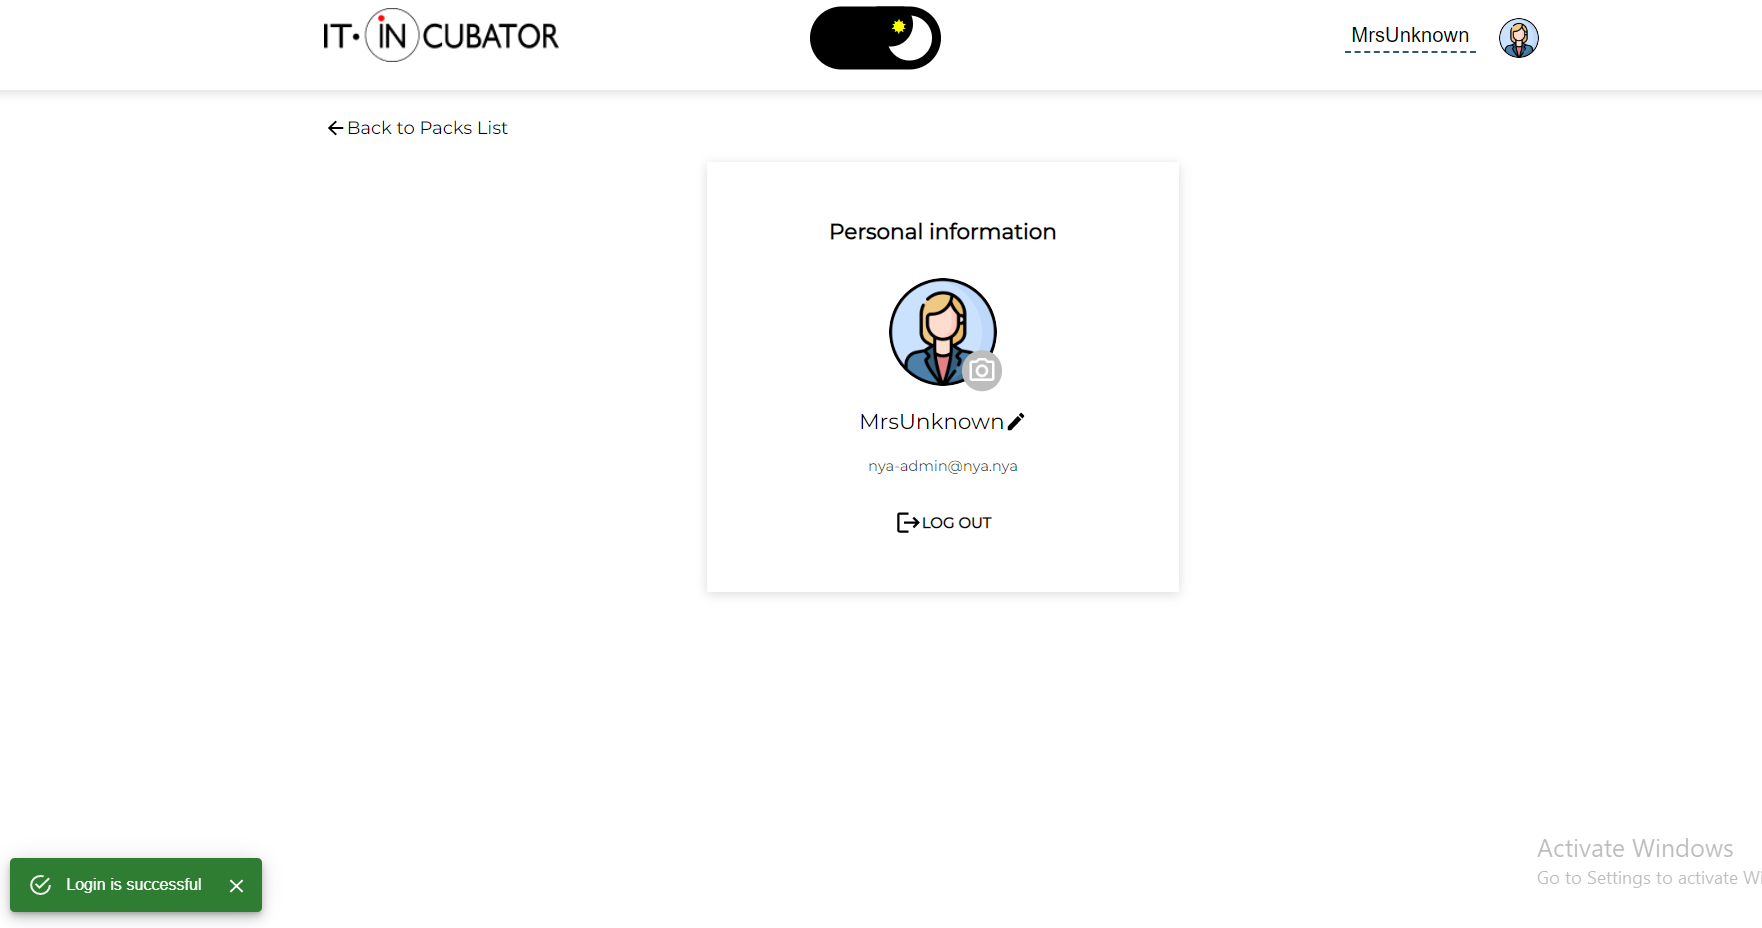 IT·INCUBATOR
MrsUnknown
Back to Packs List
Personal information
MrsUnknown
nya-admin@nya.nya
LOG OUT
Activate Windows
Go to Settings to activate
Login is successful